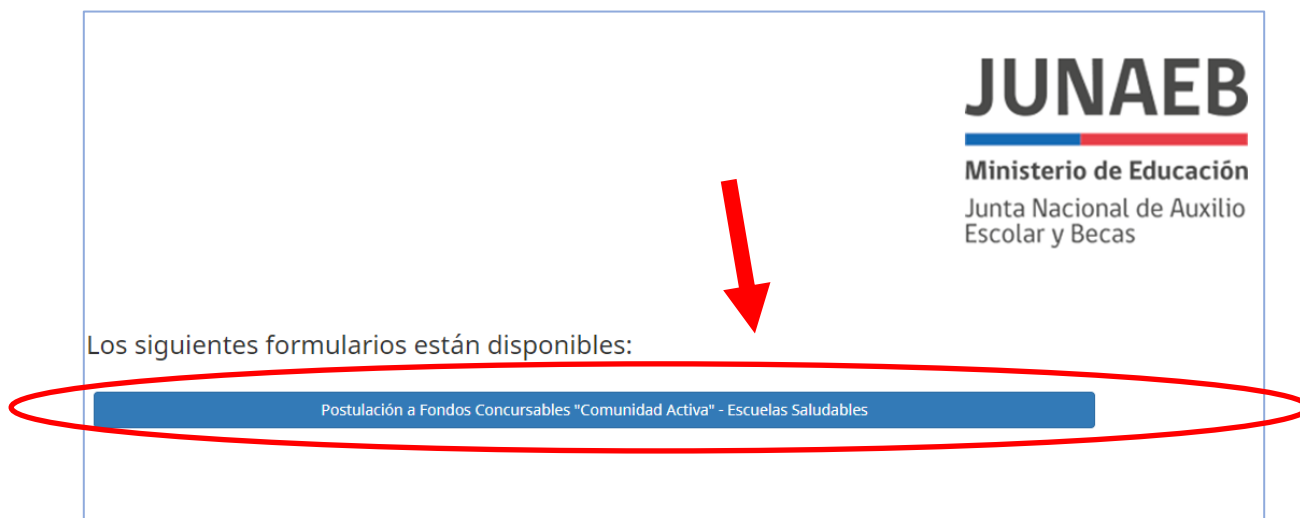 JUNAEB
Ministerio de Educación
Junta Nacional de Auxilio
Escolar y Becas
Los siguientes formularios están disponibles:
Postulación a Fondos Concursables "Comunidad Activa" - Escuelas Saludables